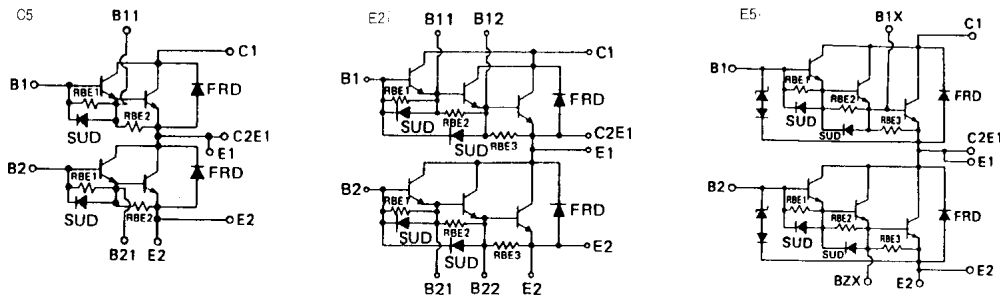 C5
B11
C1
B1
RBE1
RBE2
SUD
FRD
C2E1
E1
B2
RBE1
RBE2
SUD
FRD
E2
B21
E2
E2
B11
B12
C1
B1
RBE1
RBE2
SUD
SUD
RBE3
FRD
C2E1
E1
B2
RBE1
RBE2
SUD
SUD
RBE3
FRD
E2
B21
B22
E2
E5
B1X
C1
B1
RBE1
RBE2
SUD
SUD
RBE3
FRD
C2E1
E1
B2
RBE1
RBE2
SUD
SUD
RBE3
FRD
E2
BZX
E2